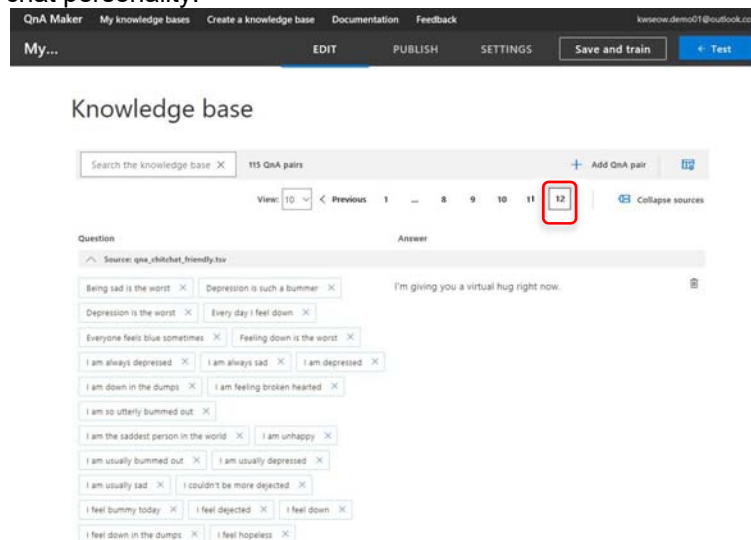 chat personality.
QnA Maker My knowledge bases Create a knowledge base Documentation Feedback kwseow.demo01@outlook.co
My... EDIT PUBLISH SETTINGS Save and train ← Test
Knowledge base
Search the knowledge base × 115 QnA pairs + Add QnA pair
View: 10 < Previous 1 ... 8 9 10 11 12 Collapse sources
Question Answer
Source: qna_chitchat_friendly.tsv
Being sad is the worst × Depression is such a bummer × I'm giving you a virtual hug right now.
Depression is the worst × Every day I feel down ×
Everyone feels blue sometimes × Feeling down is the worst ×
I am always depressed × I am always sad × I am depressed ×
I am down in the dumps × I am feeling broken hearted ×
I am so utterly bummed out ×
I am the saddest person in the world × I am unhappy ×
I am usually bummed out × I am usually depressed ×
I am usually sad × I couldn't be more dejected ×
I feel bummy today × I feel dejected × I feel down ×
I feel down in the dumps × I feel hopeless ×